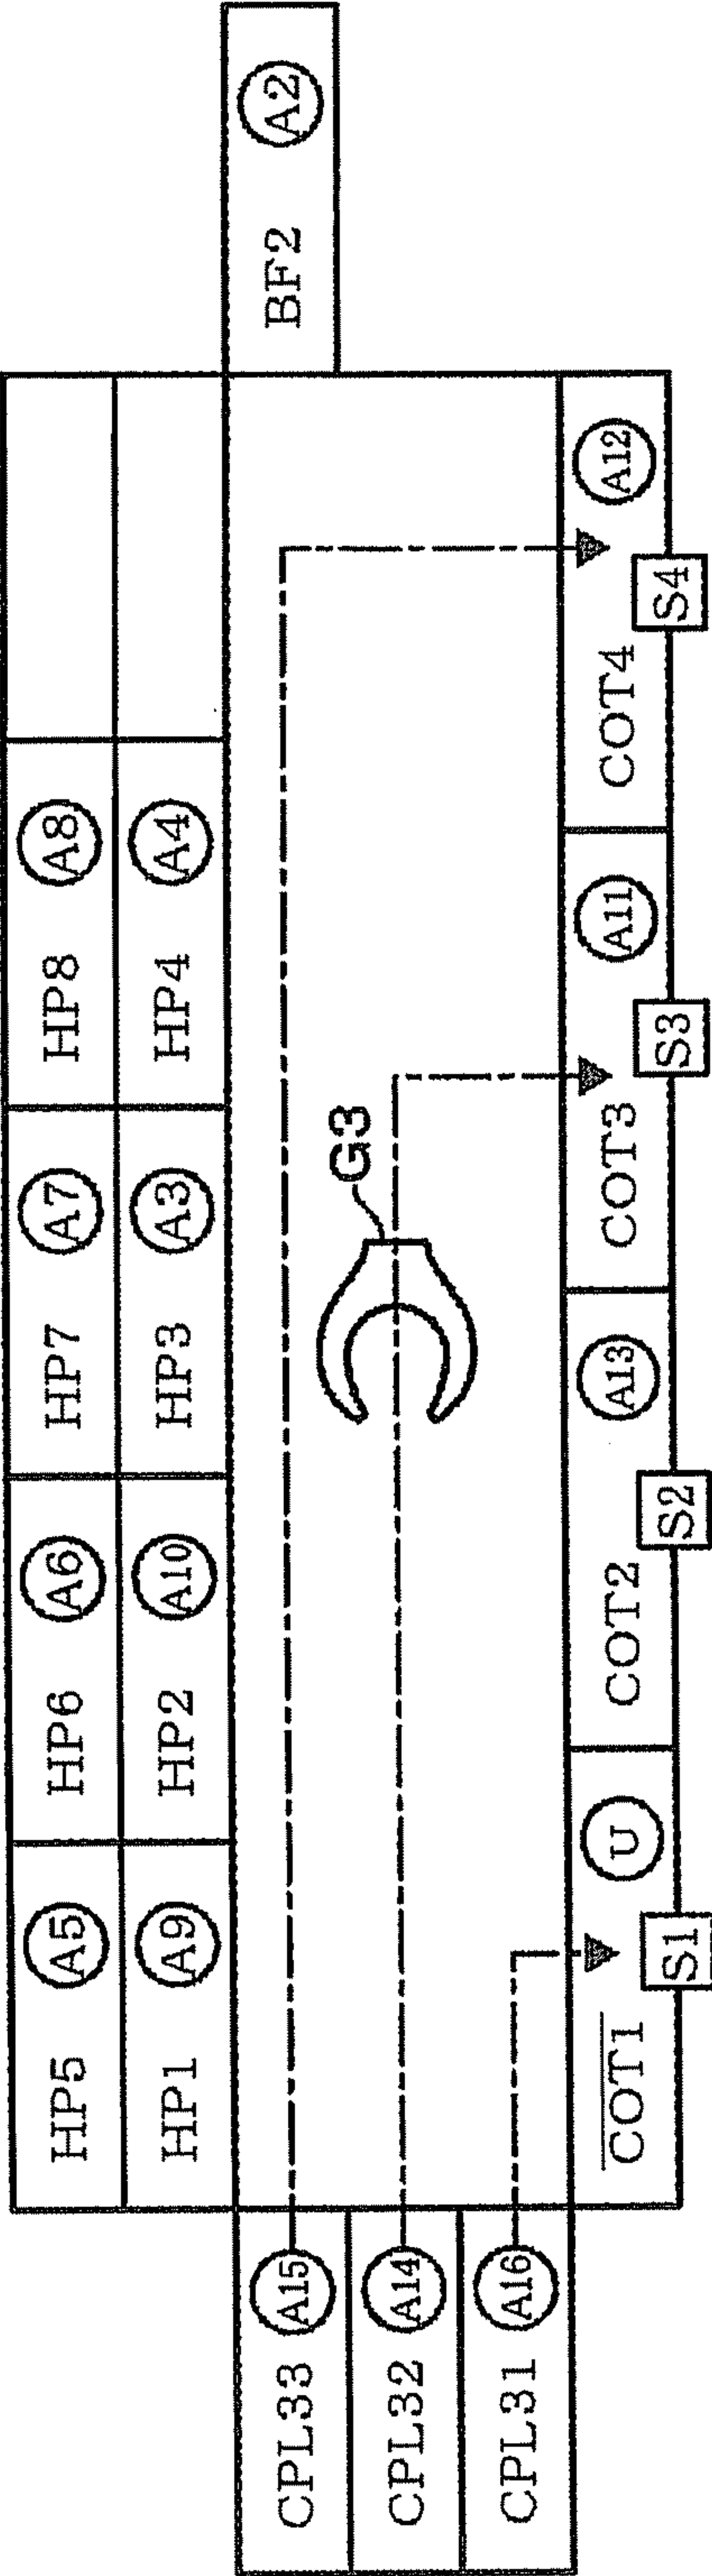 HP5 A5 HP6 A6 HP7 A7 HP8 A8
HP1 A9 HP2 A10 HP3 A3 HP4 A4
BF2 A2
CPL33 A15
CPL32 A14
CPL31 A16
G3
COT1 U COT2 A13 COT3 A11 COT4 A12
S1 S2 S3 S4